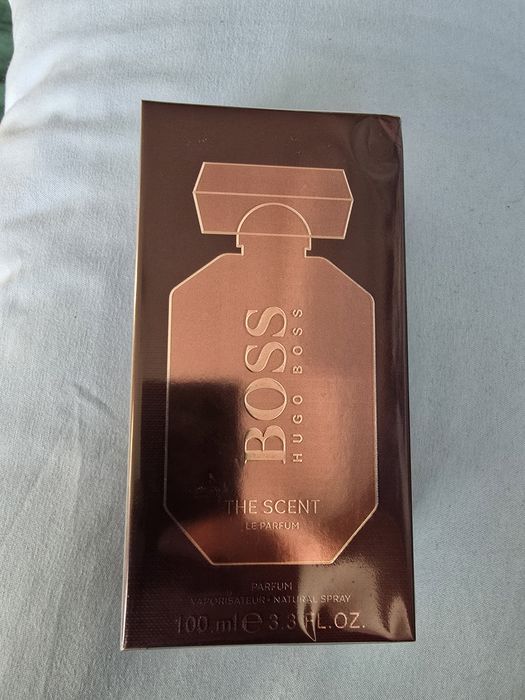 BOSS
HUGO BOSS
THE SCENT
LE PARFUM
PARFUM
VAPORISATEUR • NATURAL SPRAY
100 ml ℮ 3.3 FL.OZ.